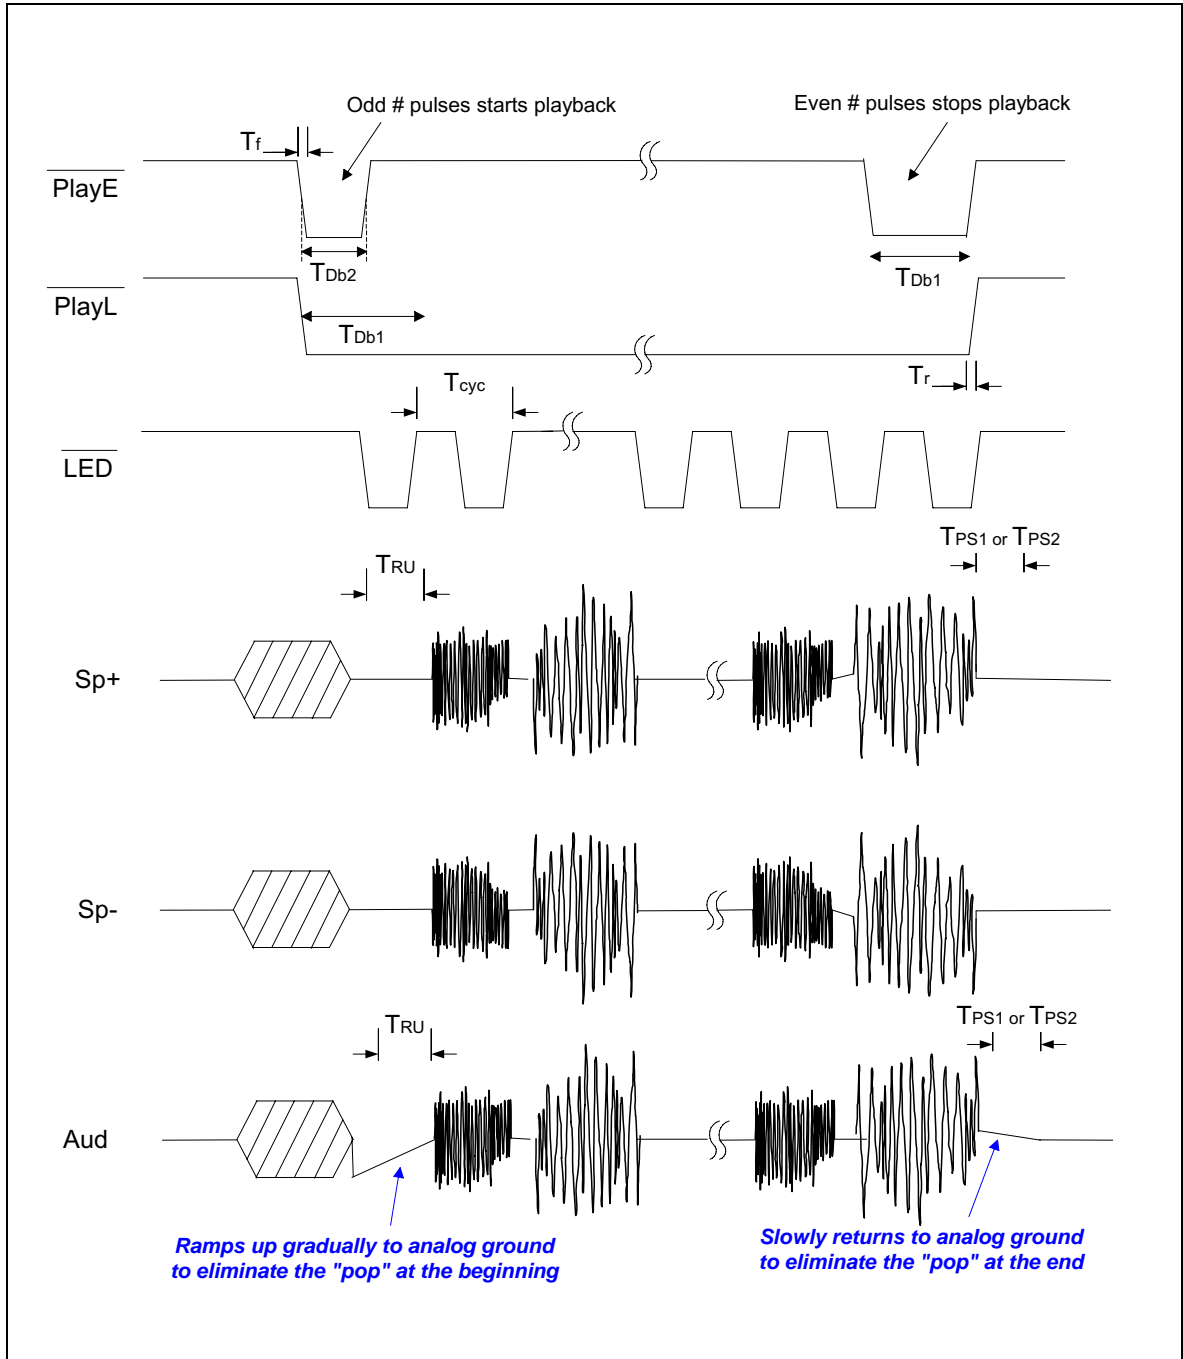 Odd # pulses starts playback
Even # pulses stops playback
Tf
PlayE
TDb2
TDb1
PlayL
TDb1
Tr
Tcyc
LED
TPS1 or TPS2
TRU
Sp+
Sp-
TRU
TPS1 or TPS2
Aud
Ramps up gradually to analog ground
to eliminate the "pop" at the beginning
Slowly returns to analog ground
to eliminate the "pop" at the end